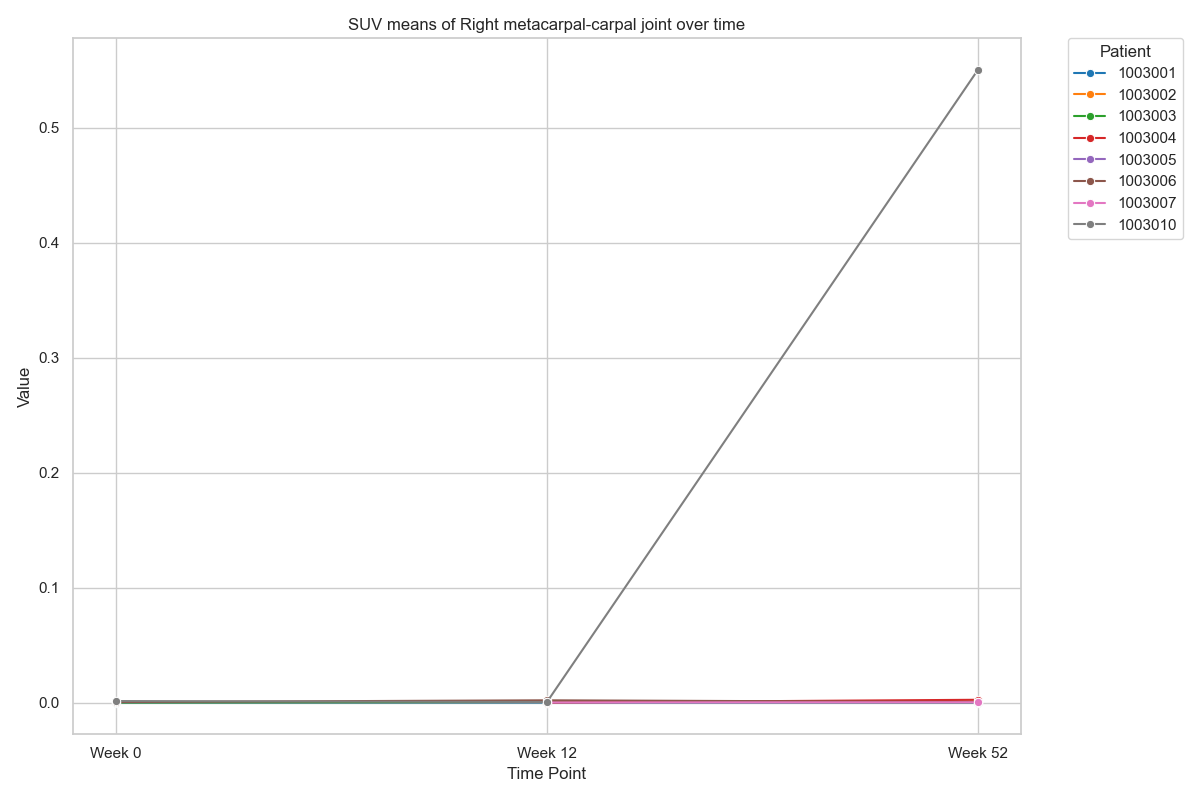 SUV means of Right metacarpal-carpal joint over time
Patient
1003001
1003002
1003003
1003004
1003005
1003006
1003007
1003010
Value
0.5
0.4
0.3
0.2
0.1
0.0
Week 0
Week 12
Week 52
Time Point